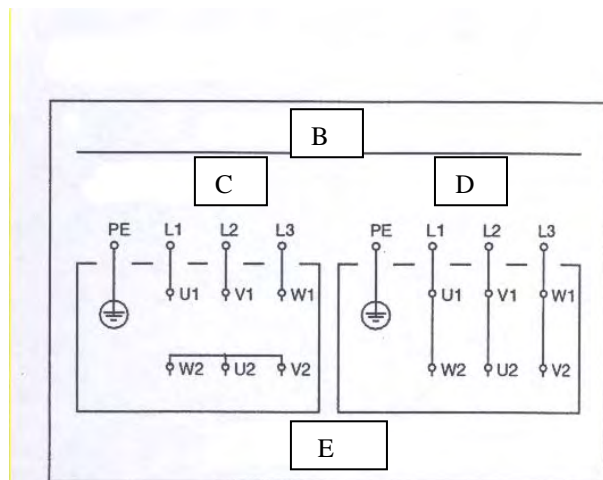 B
C D
PE L1 L2 L3 PE L1 L2 L3
U1 V1 W1 U1 V1 W1
W2 U2 V2 W2 U2 V2
E